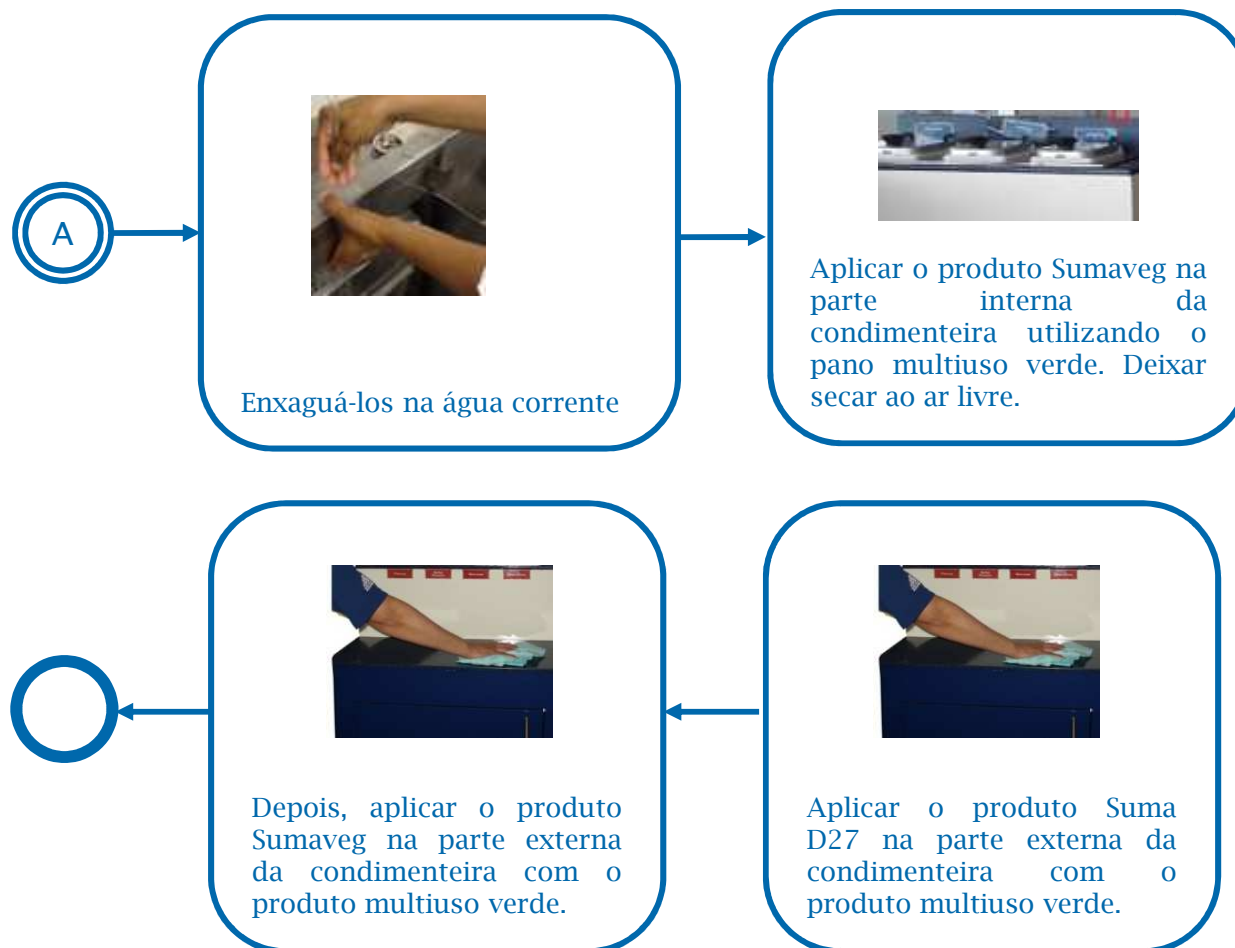 A
Enxaguá-los na água corrente
Aplicar o produto Sumaveg na
parte interna da
condimenteira utilizando o
pano multiuso verde. Deixar
secar ao ar livre.
Aplicar o produto Suma
D27 na parte externa da
condimenteira com o
produto multiuso verde.
Depois, aplicar o produto
Sumaveg na parte externa
da condimenteira com o
produto multiuso verde.